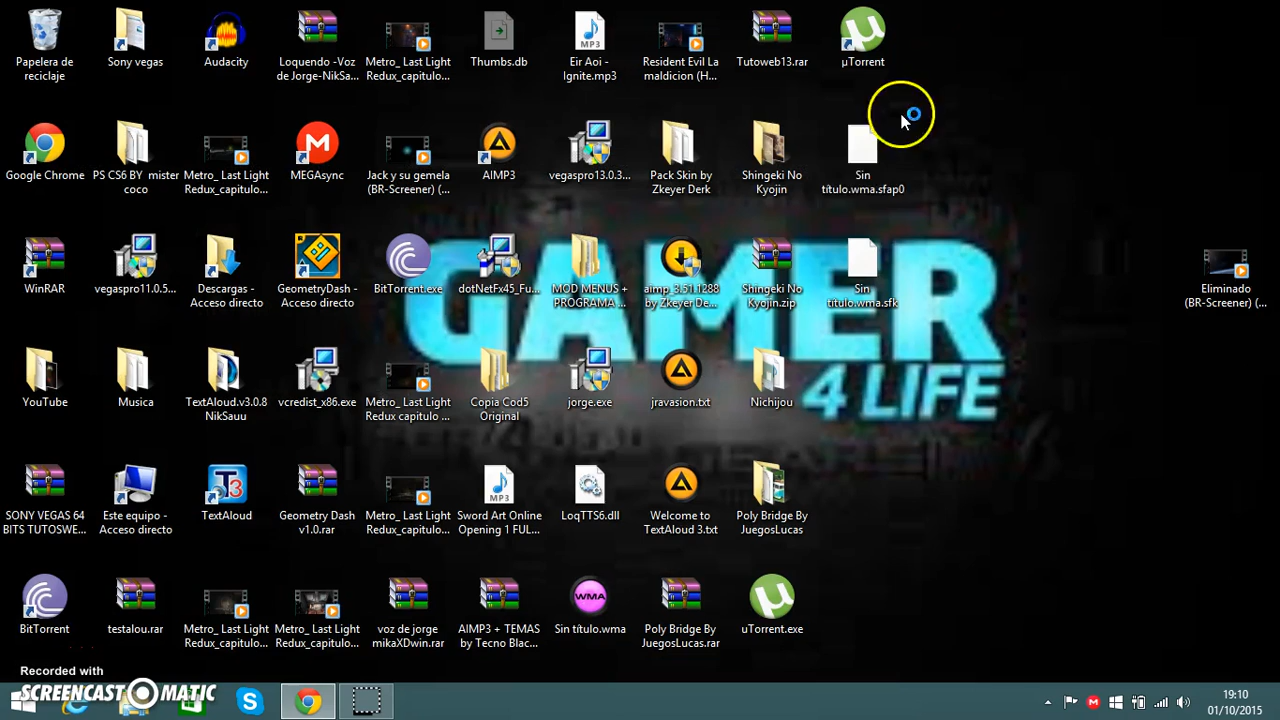 Papelera de
reciclaje
Sony vegas
Audacity
Loquendo -Voz
de Jorge-NikSa...
Metro_ Last Light
Redux_capitulo...
Thumbs.db
MP3
Eir Aoi -
Ignite.mp3
Resident Evil La
maldicion (H...
Tutoweb13.rar
µTorrent
Google Chrome
PS CS6 BY mister
coco
Metro_ Last Light
Redux_capitulo...
MEGAsync
Jack y su gemela
(BR-Screener) (...
AIMP3
vegaspro13.0.3...
Pack Skin by
Zkeyer Derk
Shingeki No
Kyojin
Sin
título.wma.sfap0
WinRAR
vegaspro11.0.5...
Descargas -
Acceso directo
GeometryDash -
Acceso directo
BitTorrent.exe
dotNetFx45_Fu...
MOD MENUS +
PROGRAMA ...
aimp_3.51.1288
by Zkeyer De...
Shingeki No
Kyojin.zip
Sin
título.wma.sfk
Eliminado
(BR-Screener) (...
GAMER
4 LIFE
YouTube
Musica
TextAloud.v3.0.8
NikSauu
vcredist_x86.exe
Metro_ Last Light
Redux capitulo ...
Copia Cod5
Original
jorge.exe
jravasion.txt
Nichijou
SONY VEGAS 64
BITS TUTOSWE...
Este equipo -
Acceso directo
T3
TextAloud
Geometry Dash
v1.0.rar
Metro_ Last Light
Redux_capitulo...
MP3
Sword Art Online
Opening 1 FUL...
LoqTTS6.dll
Welcome to
TextAloud 3.txt
Poly Bridge By
JuegosLucas
BitTorrent
testalou.rar
Metro_ Last Light
Redux_capitulo...
Metro_ Last Light
Redux_capitulo...
voz de jorge
mikaXDwin.rar
AIMP3 + TEMAS
by Tecno Blac...
WMA
Sin título.wma
Poly Bridge By
JuegosLucas.rar
uTorrent.exe
Recorded with
SCREENCAST-O-MATIC
19:10
01/10/2015